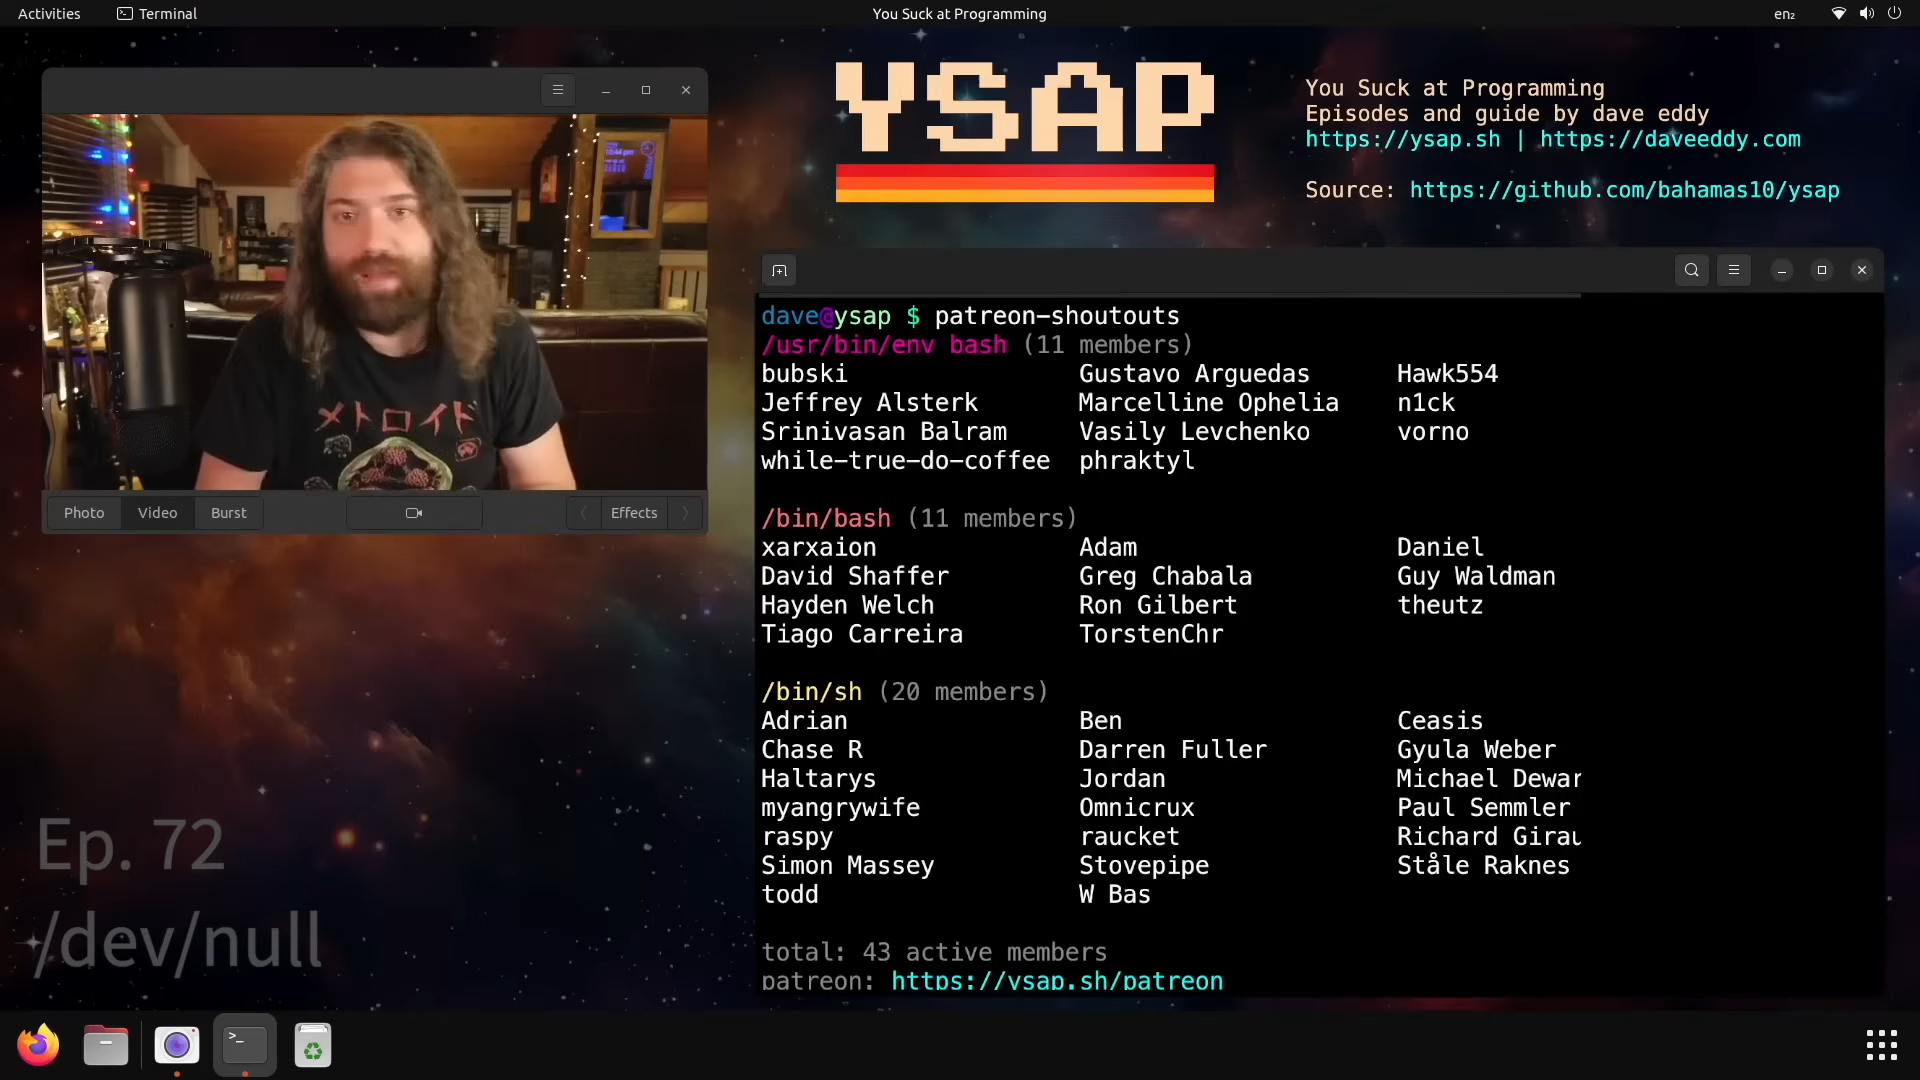 Activities
Terminal
You Suck at Programming
en₂
YSAP
You Suck at Programming
Episodes and guide by dave eddy
https://ysap.sh | https://daveeddy.com
Source: https://github.com/bahamas10/ysap
メトロイド
Photo Video Burst Effects
dave@ysap $ patreon-shoutouts
/usr/bin/env bash (11 members)
bubski Gustavo Arguedas Hawk554
Jeffrey Alsterk Marcelline Ophelia n1ck
Srinivasan Balram Vasily Levchenko vorno
while-true-do-coffee phraktyl
/bin/bash (11 members)
xarxaion Adam Daniel
David Shaffer Greg Chabala Guy Waldman
Hayden Welch Ron Gilbert theutz
Tiago Carreira TorstenChr
/bin/sh (20 members)
Adrian Ben Ceasis
Chase R Darren Fuller Gyula Weber
Haltarys Jordan Michael Dewar
myangrywife Omnicrux Paul Semmler
raspy raucket Richard Girau
Simon Massey Stovepipe Ståle Raknes
todd W Bas
total: 43 active members
patreon: https://ysap.sh/patreon
Ep. 72
/dev/null
>_